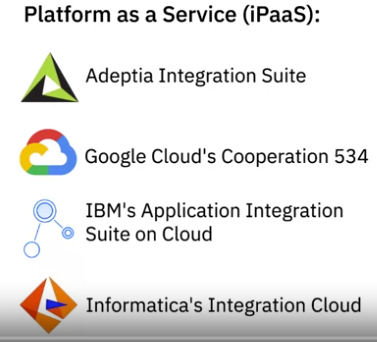 Platform as a Service (iPaaS):
Adeptia Integration Suite
Google Cloud's Cooperation 534
IBM's Application Integration
Suite on Cloud
Informatica's Integration Cloud